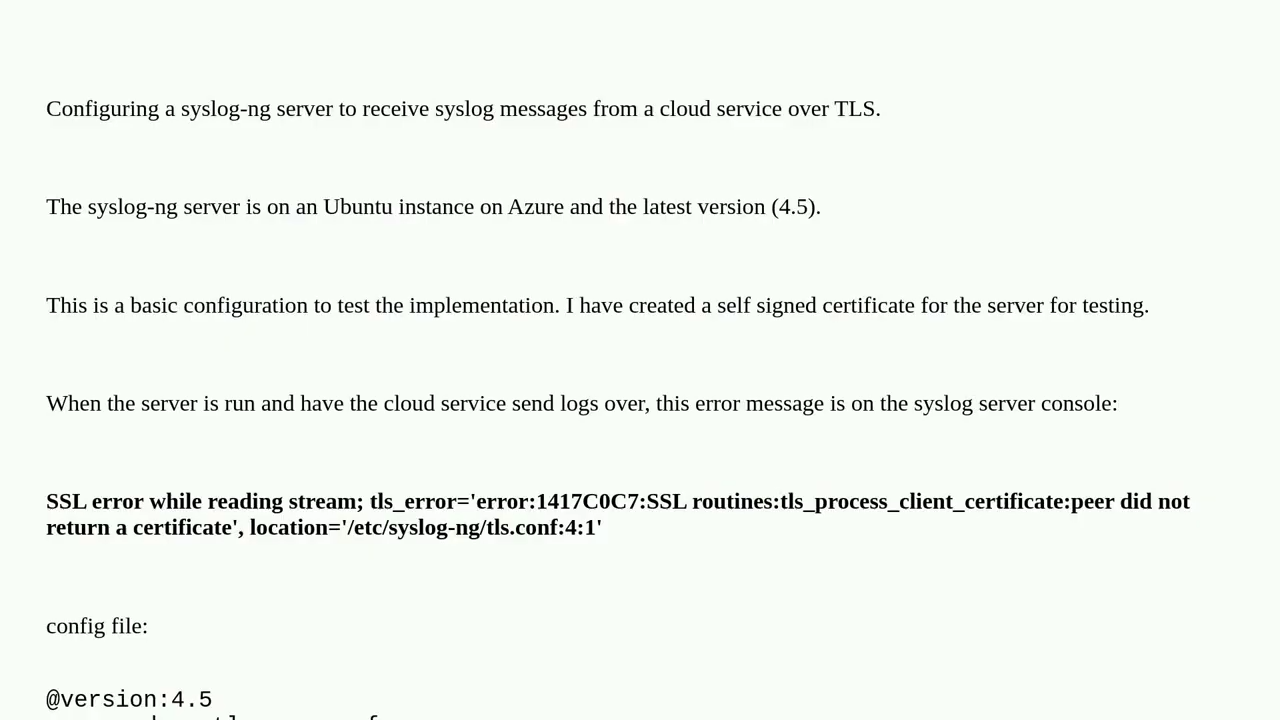 Configuring a syslog-ng server to receive syslog messages from a cloud service over TLS.
The syslog-ng server is on an Ubuntu instance on Azure and the latest version (4.5).
This is a basic configuration to test the implementation. I have created a self signed certificate for the server for testing.
When the server is run and have the cloud service send logs over, this error message is on the syslog server console:
SSL error while reading stream; tls_error='error:1417C0C7:SSL routines:tls_process_client_certificate:peer did not
return a certificate', location='/etc/syslog-ng/tls.conf:4:1'
config file:
@version:4.5